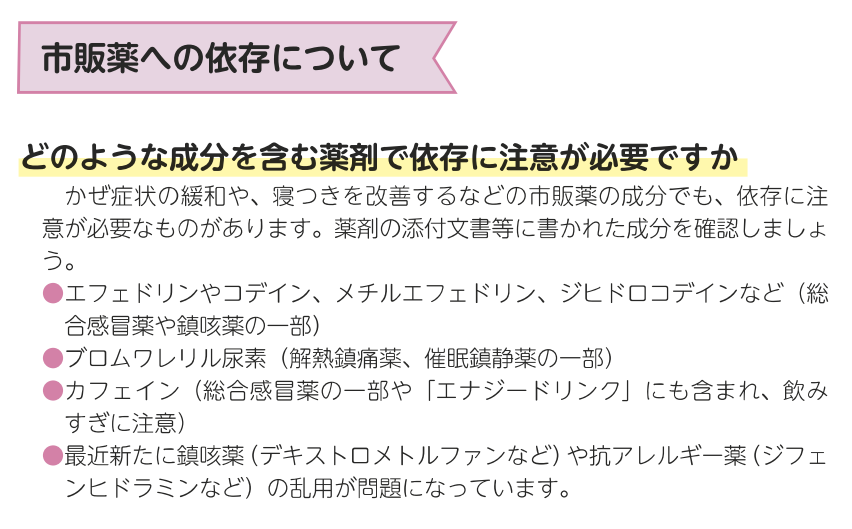 市販薬への依存について
どのような成分を含む薬剤で依存に注意が必要ですか
かぜ症状の緩和や、寝つきを改善するなどの市販薬の成分でも、依存に注
意が必要なものがあります。薬剤の添付文書等に書かれた成分を確認しましょ
う。
●エフェドリンやコデイン、メチルエフェドリン、ジヒドロコデインなど（総
合感冒薬や鎮咳薬の一部）
●ブロムワレリル尿素（解熱鎮痛薬、催眠鎮静薬の一部）
●カフェイン（総合感冒薬の一部や「エナジードリンク」にも含まれ、飲み
すぎに注意）
●最近新たに鎮咳薬（デキストロメトルファンなど）や抗アレルギー薬（ジフェ
ンヒドラミンなど）の乱用が問題になっています。